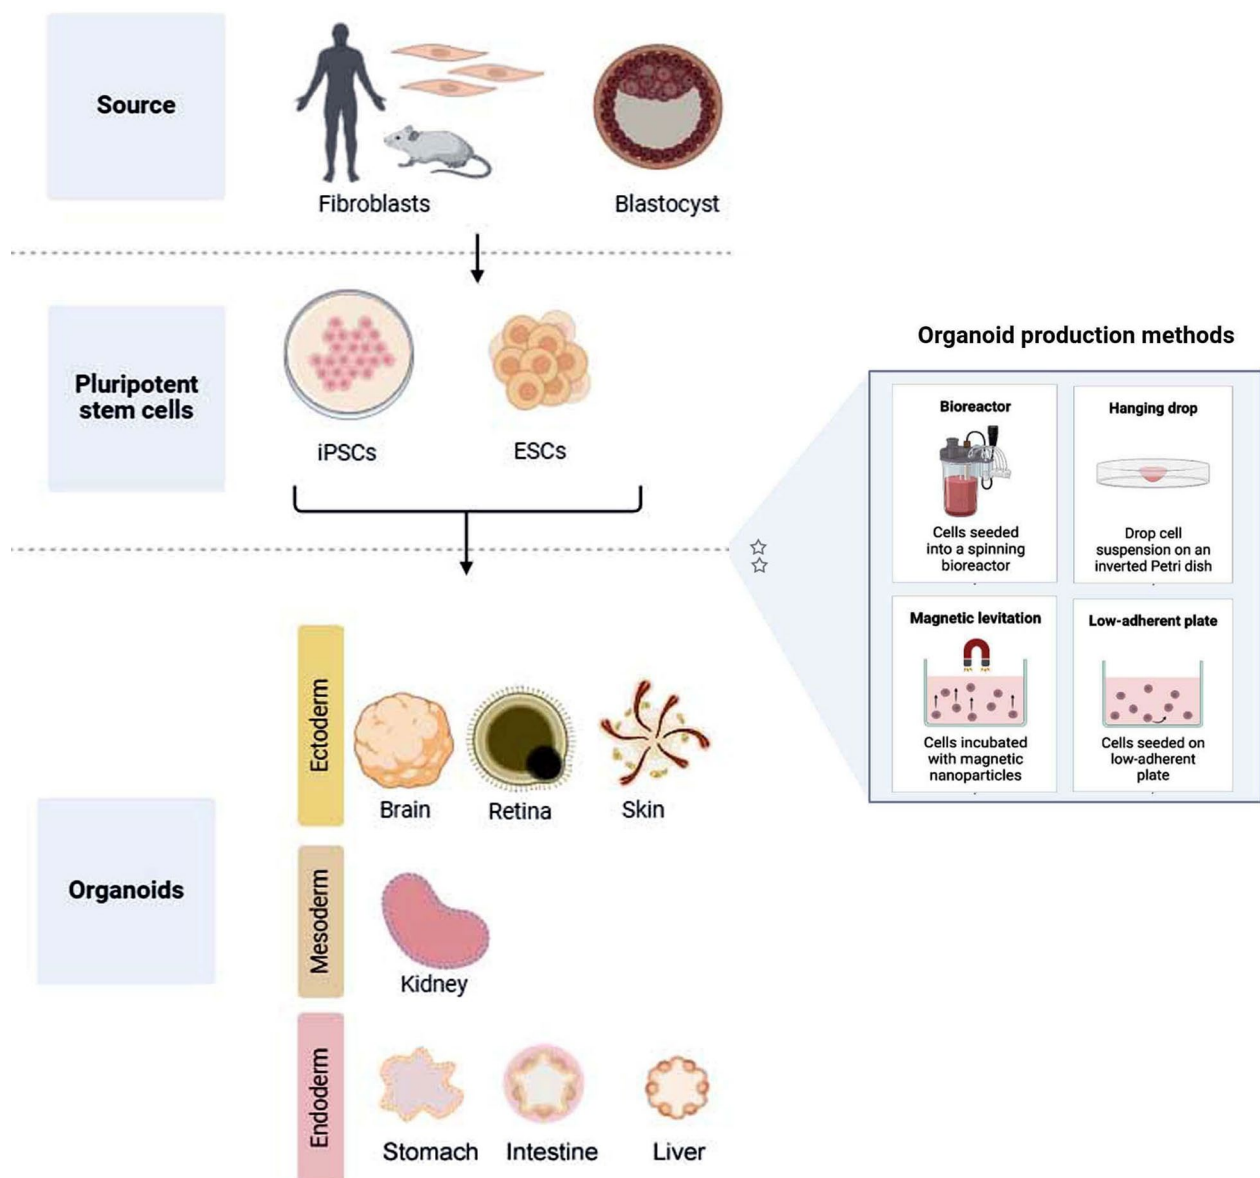 Source
Fibroblasts
Blastocyst
Pluripotent
stem cells
iPSCs
ESCs
Organoid production methods
Bioreactor
Cells seeded
into a spinning
bioreactor
Hanging drop
Drop cell
suspension on an
inverted Petri dish
Magnetic levitation
Cells incubated
with magnetic
nanoparticles
Low-adherent plate
Cells seeded on
low-adherent
plate
Organoids
Ectoderm
Brain
Retina
Skin
Mesoderm
Kidney
Endoderm
Stomach
Intestine
Liver